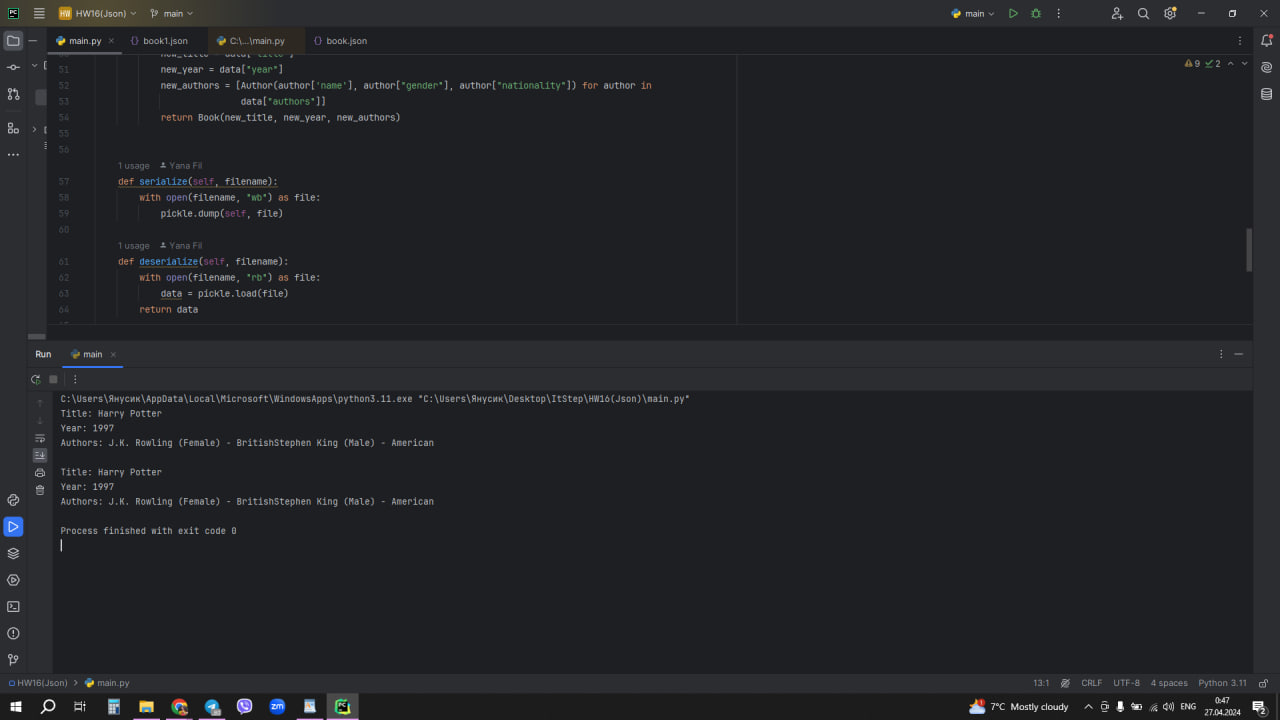 PC HW HW16(Json) main main
main.py book1.json C:\...\main.py book.json
51 new_year = data["year"] 9 2
52 new_authors = [Author(author['name'], author["gender"], author["nationality"]) for author in
53 data["authors"]]
54 return Book(new_title, new_year, new_authors)
55
56
1 usage Yana Fil
57 def serialize(self, filename):
58 with open(filename, "wb") as file:
59 pickle.dump(self, file)
60
1 usage Yana Fil
61 def deserialize(self, filename):
62 with open(filename, "rb") as file:
63 data = pickle.load(file)
64 return data
Run main
C:\Users\Янусик\AppData\Local\Microsoft\WindowsApps\python3.11.exe "C:\Users\Янусик\Desktop\ItStep\HW16(Json)\main.py"
Title: Harry Potter
Year: 1997
Authors: J.K. Rowling (Female) - BritishStephen King (Male) - American
Title: Harry Potter
Year: 1997
Authors: J.K. Rowling (Female) - BritishStephen King (Male) - American
Process finished with exit code 0
HW16(Json) main.py 13:1 CRLF UTF-8 4 spaces Python 3.11
zm PC 1 7°C Mostly cloudy ENG 0:47
27.04.2024 2